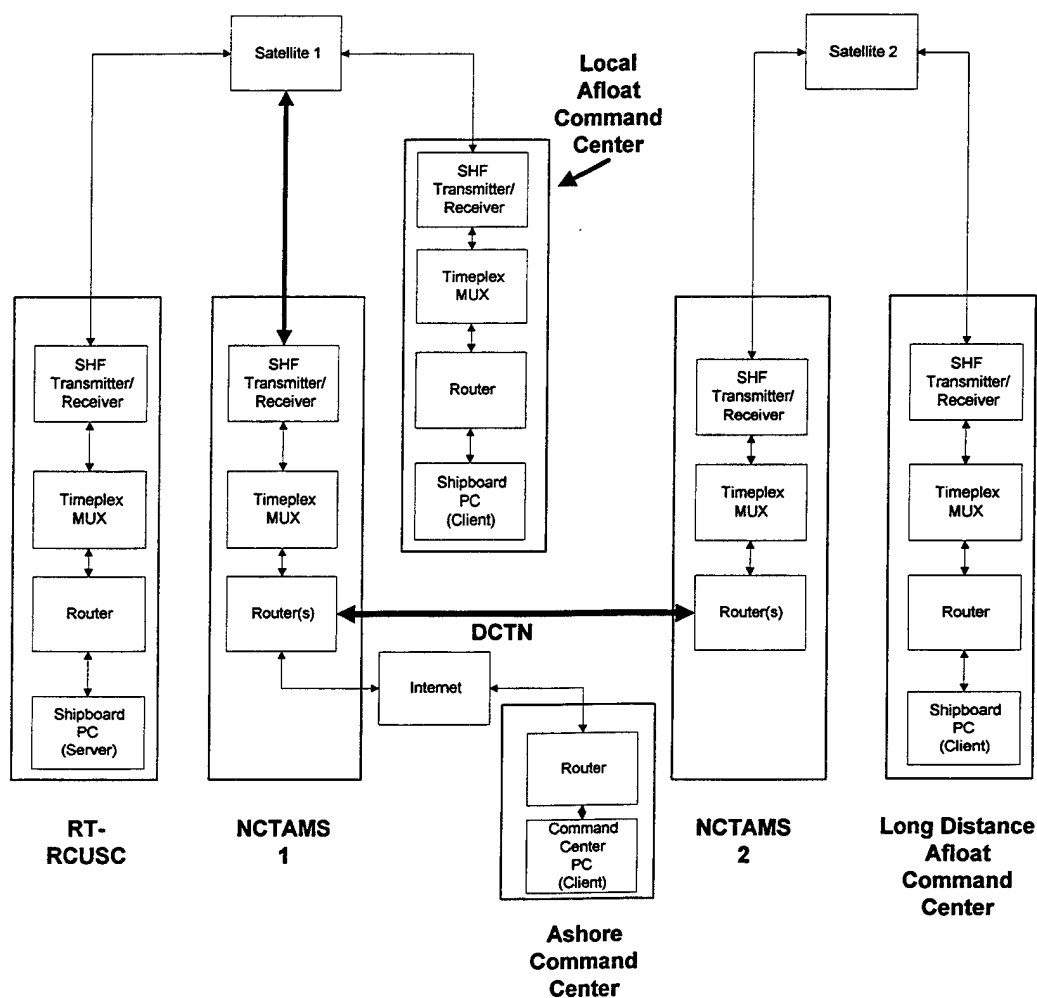 Satellite 1
Satellite 2
Local
Afloat
Command
Center
SHF
Transmitter/
Receiver
Timeplex
MUX
Router
Shipboard
PC
(Client)
SHF
Transmitter/
Receiver
Timeplex
MUX
Router
Shipboard
PC
(Server)
RT-
RCUSC
SHF
Transmitter/
Receiver
Timeplex
MUX
Router(s)
NCTAMS
1
DCTN
Internet
Router
Command
Center
PC
(Client)
Ashore
Command
Center
SHF
Transmitter/
Receiver
Timeplex
MUX
Router(s)
NCTAMS
2
SHF
Transmitter/
Receiver
Timeplex
MUX
Router
Shipboard
PC
(Client)
Long Distance
Afloat
Command
Center